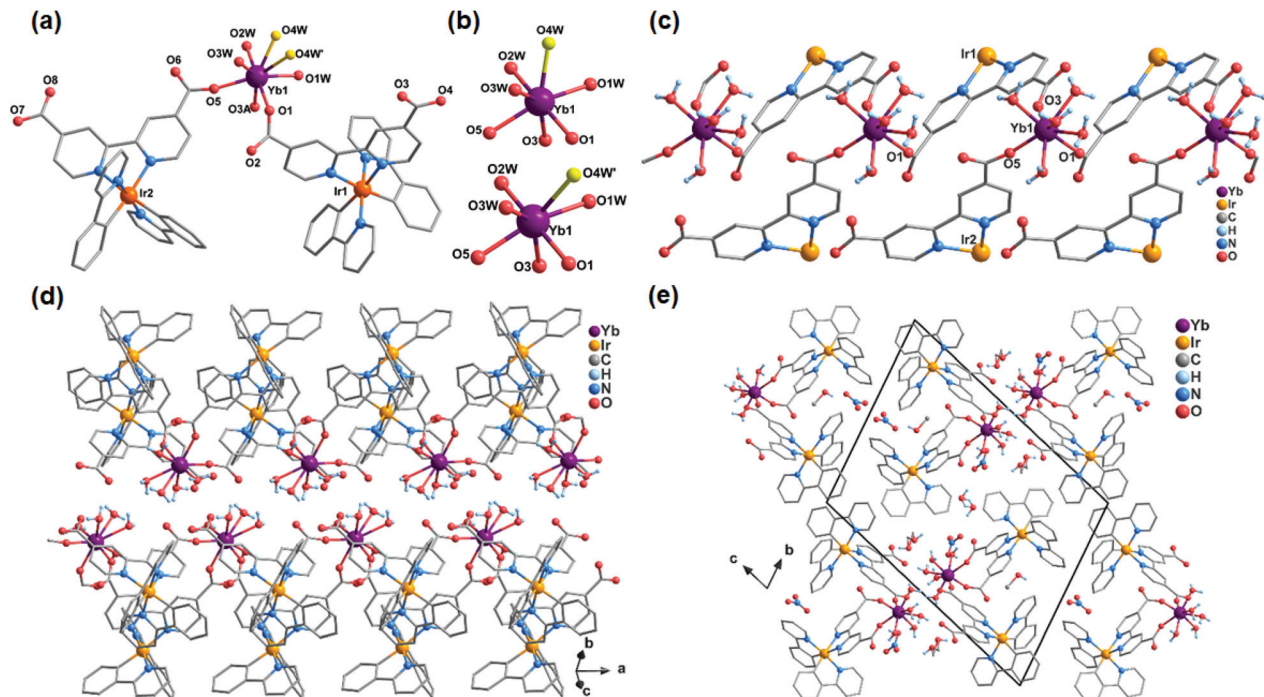 (a)
O8
O7
O6
O5
O2W
O3W
O4W
O4W'
O1W
Yb1
O3A
O1
O2
O3
O4
Ir2
Ir1
(b)
O4W
O2W
O3W
O1W
Yb1
O5
O3
O1
O2W
O4W'
O3W
O1W
Yb1
O5
O3
O1
(c)
Ir1
O3
Yb1
O1
O5
O1
Ir2
Yb
Ir
C
H
N
O
(d)
Yb
Ir
C
H
N
O
b
a
c
(e)
Yb
Ir
C
H
N
O
c
b